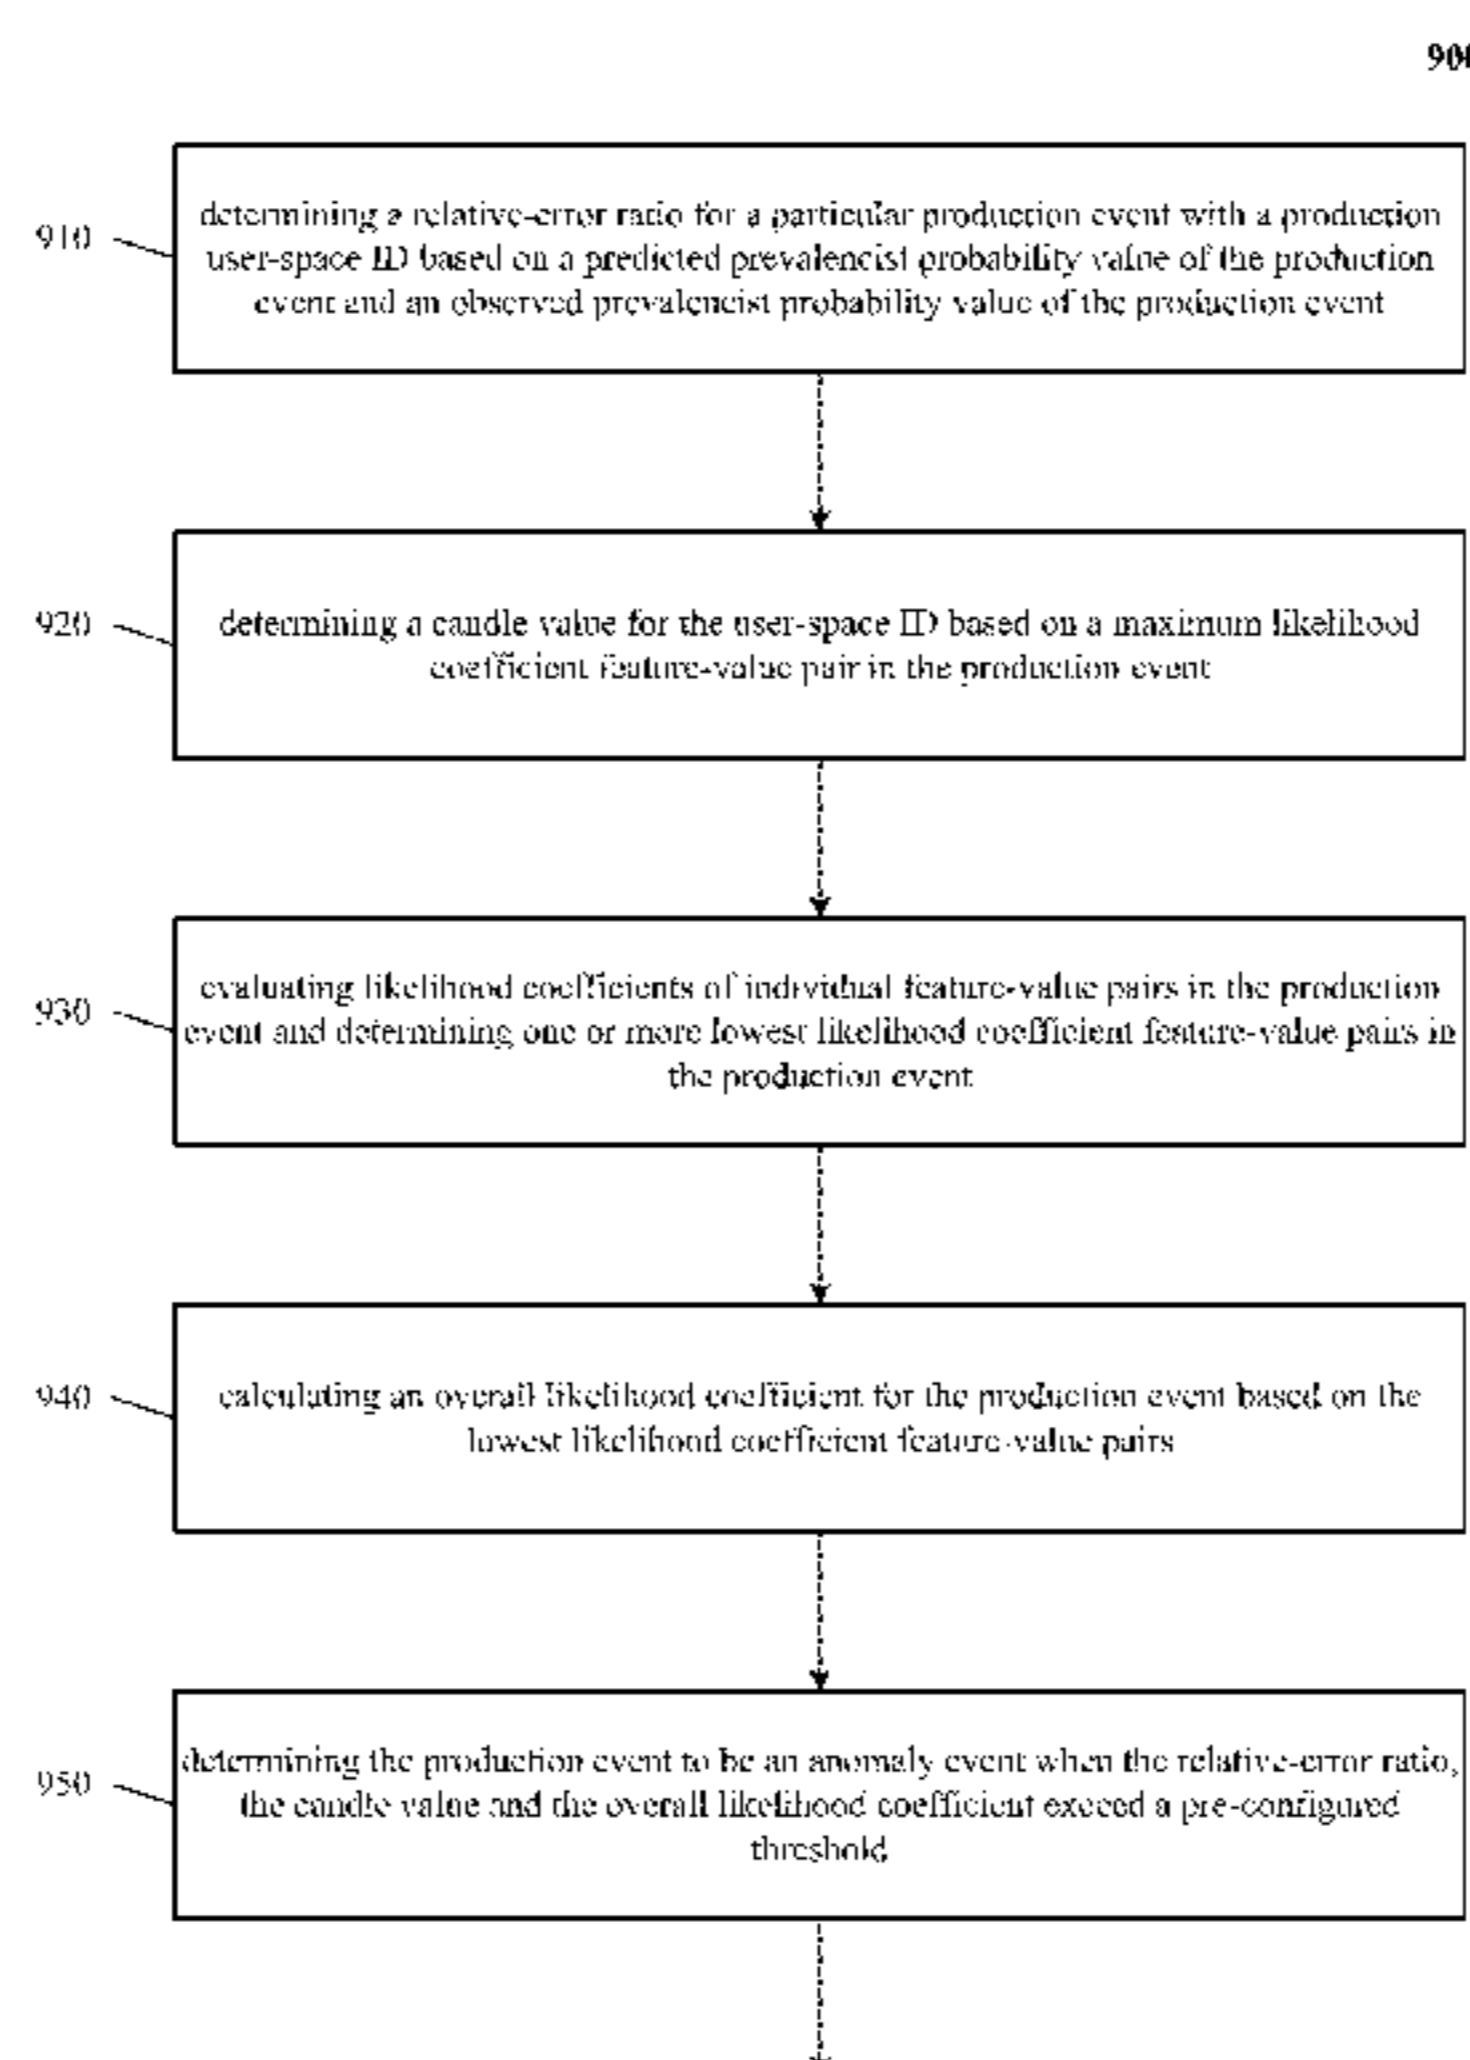 900
910
determining a relative-error ratio for a particular production event with a production
user-space ID based on a predicted prevalencist probability value of the production
event and an observed prevalencist probability value of the production event
920
determining a candle value for the user-space ID based on a maximum likelihood
coefficient feature-value pair in the production event
930
evaluating likelihood coefficients of individual feature-value pairs in the production
event and determining one or more lowest likelihood coefficient feature-value pairs in
the production event
940
calculating an overall likelihood coefficient for the production event based on the
lowest likelihood coefficient feature-value pairs
950
determining the production event to be an anomaly event when the relative-error ratio,
the candle value and the overall likelihood coefficient exceed a pre-configured
threshold